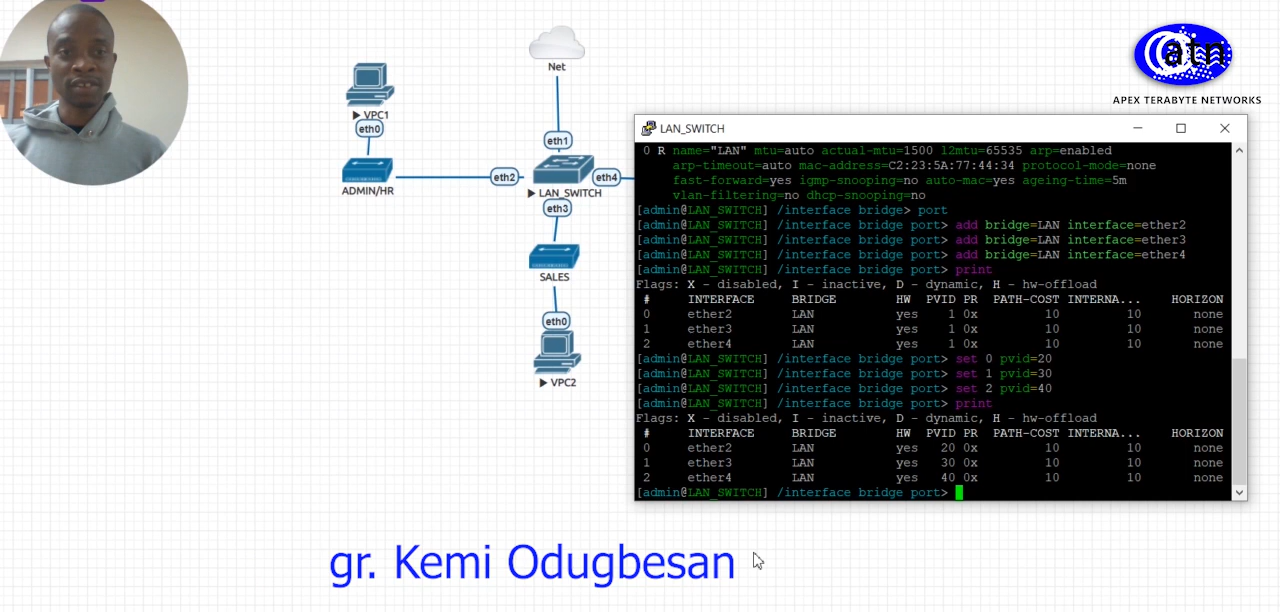 Net
VPC1
eth0
ADMIN/HR
eth1
eth2
LAN_SWITCH
eth4
eth3
SALES
eth0
VPC2
atn
APEX TERABYTE NETWORKS
LAN_SWITCH
0 R name="LAN" mtu=auto actual-mtu=1500 l2mtu=65535 arp=enabled
arp-timeout=auto mac-address=C2:23:5A:77:44:34 protocol-mode=none
fast-forward=yes igmp-snooping=no auto-mac=yes ageing-time=5m
vlan-filtering=no dhcp-snooping=no
[admin@LAN_SWITCH] /interface bridge> port
[admin@LAN_SWITCH] /interface bridge port> add bridge=LAN interface=ether2
[admin@LAN_SWITCH] /interface bridge port> add bridge=LAN interface=ether3
[admin@LAN_SWITCH] /interface bridge port> add bridge=LAN interface=ether4
[admin@LAN_SWITCH] /interface bridge port> print
Flags: X - disabled, I - inactive, D - dynamic, H - hw-offload
# INTERFACE BRIDGE HW PVID PR PATH-COST INTERNA... HORIZON
0 ether2 LAN yes 1 0x 10 10 none
1 ether3 LAN yes 1 0x 10 10 none
2 ether4 LAN yes 1 0x 10 10 none
[admin@LAN_SWITCH] /interface bridge port> set 0 pvid=20
[admin@LAN_SWITCH] /interface bridge port> set 1 pvid=30
[admin@LAN_SWITCH] /interface bridge port> set 2 pvid=40
[admin@LAN_SWITCH] /interface bridge port> print
Flags: X - disabled, I - inactive, D - dynamic, H - hw-offload
# INTERFACE BRIDGE HW PVID PR PATH-COST INTERNA... HORIZON
0 ether2 LAN yes 20 0x 10 10 none
1 ether3 LAN yes 30 0x 10 10 none
2 ether4 LAN yes 40 0x 10 10 none
[admin@LAN_SWITCH] /interface bridge port>
gr. Kemi Odugbesan